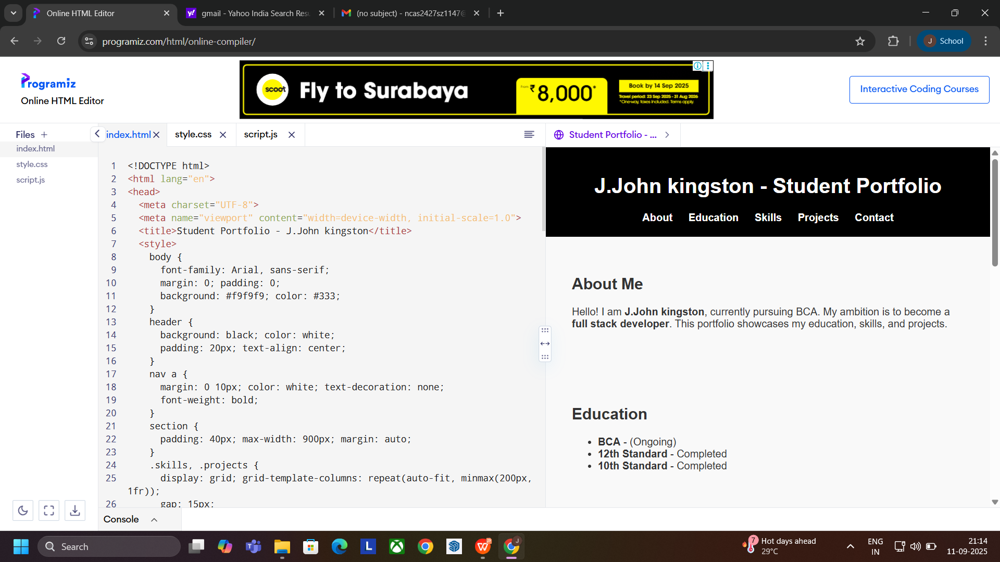 Online HTML Editor
gmail - Yahoo India Search Res
(no subject) - ncas2427sz1147@
programiz.com/html/online-compiler/
J School
Programiz
Online HTML Editor
scoot
Fly to Surabaya
From ₹8,000*
Book by 14 Sep 2025
Travel period: 23 Sep 2025 - 31 Aug 2026
*One-way, taxes included. Terms apply.
Interactive Coding Courses
Files +
index.html
style.css
script.js
index.html
style.css
script.js
1 <!DOCTYPE html>
2 <html lang="en">
3 <head>
4 <meta charset="UTF-8">
5 <meta name="viewport" content="width=device-width, initial-scale=1.0">
6 <title>Student Portfolio - J.John kingston</title>
7 <style>
8 body {
9 font-family: Arial, sans-serif;
10 margin: 0; padding: 0;
11 background: #f9f9f9; color: #333;
12 }
13 header {
14 background: black; color: white;
15 padding: 20px; text-align: center;
16 }
17 nav a {
18 margin: 0 10px; color: white; text-decoration: none;
19 font-weight: bold;
20 }
21 section {
22 padding: 40px; max-width: 900px; margin: auto;
23 }
24 .skills, .projects {
25 display: grid; grid-template-columns: repeat(auto-fit, minmax(200px,
1fr));
26 gap: 15px;
Console
Student Portfolio - ...
J.John kingston - Student Portfolio
About Education Skills Projects Contact
About Me
Hello! I am J.John kingston, currently pursuing BCA. My ambition is to become a
full stack developer. This portfolio showcases my education, skills, and projects.
Education
• BCA - (Ongoing)
• 12th Standard - Completed
• 10th Standard - Completed
Search
7
Hot days ahead
29°C
ENG
IN
21:14
11-09-2025